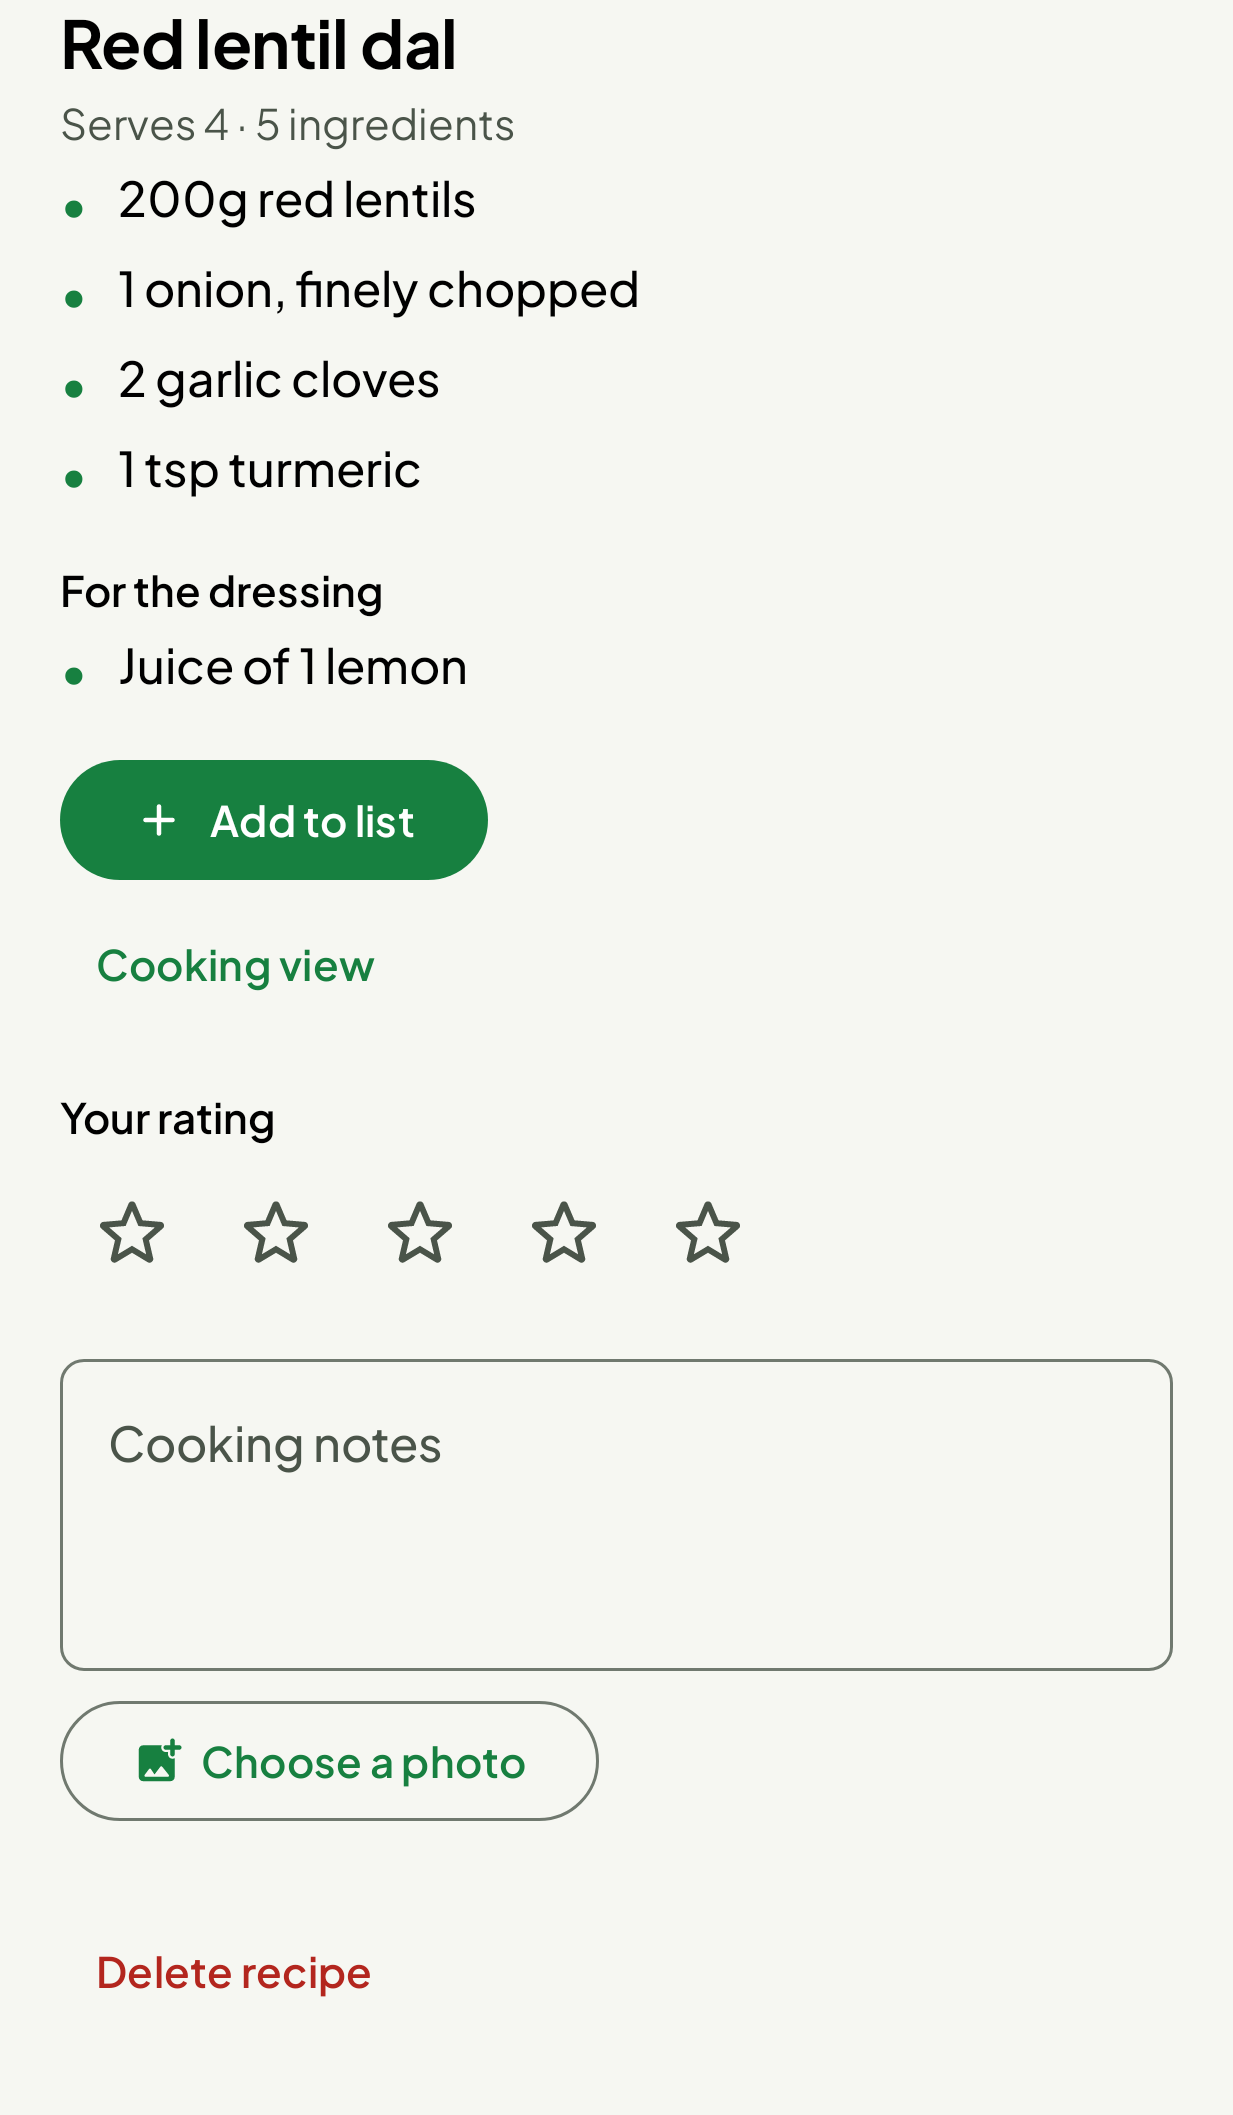 Red lentil dal
Serves 4 · 5 ingredients
• 200g red lentils
• 1 onion, finely chopped
• 2 garlic cloves
• 1 tsp turmeric
For the dressing
• Juice of 1 lemon
+ Add to list
Cooking view
Your rating
Cooking notes
Choose a photo
Delete recipe